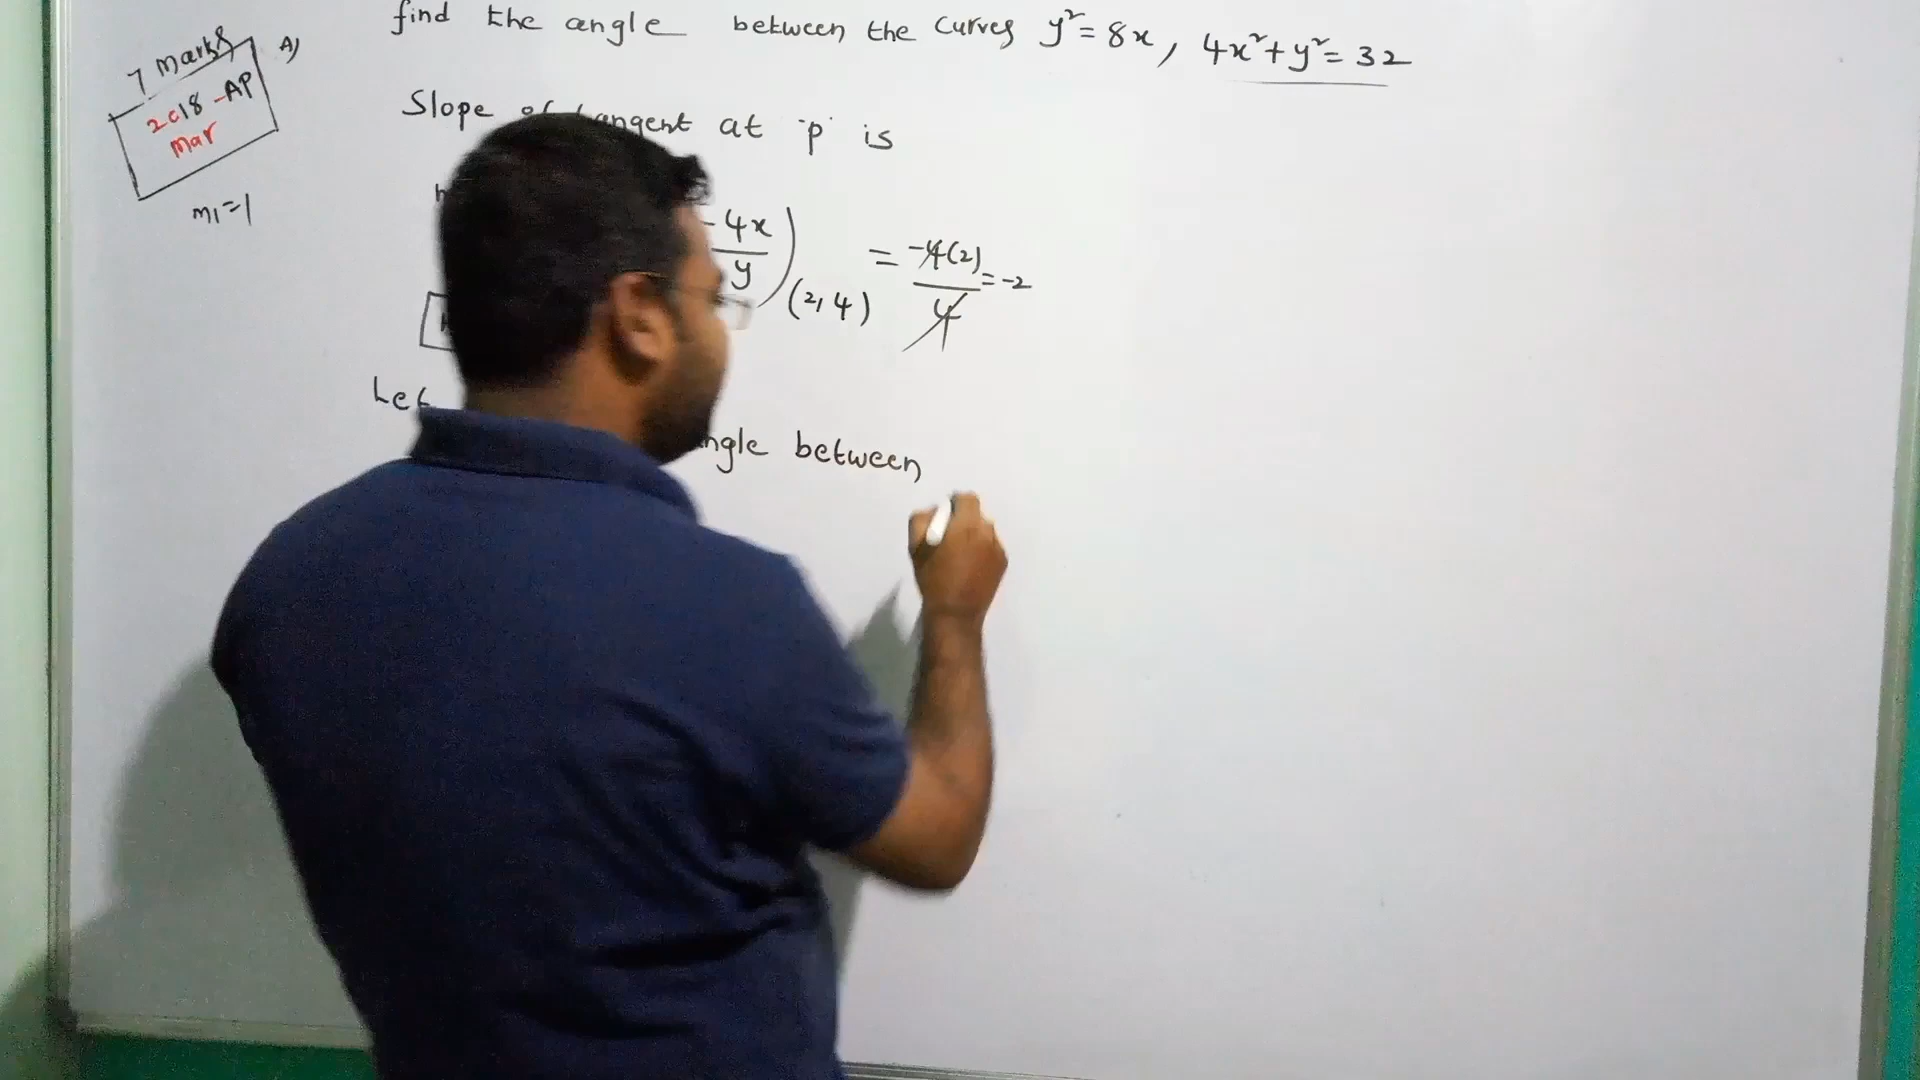 find the angle between the curves y²= 8x, 4x²+y²= 32
7 marks
A)
2018 -AP
Mar
Slope of tangent at 'p' is
m1=1
-4x
y
(2, 4)
= -4(2)
4
= -2
Let
angle between